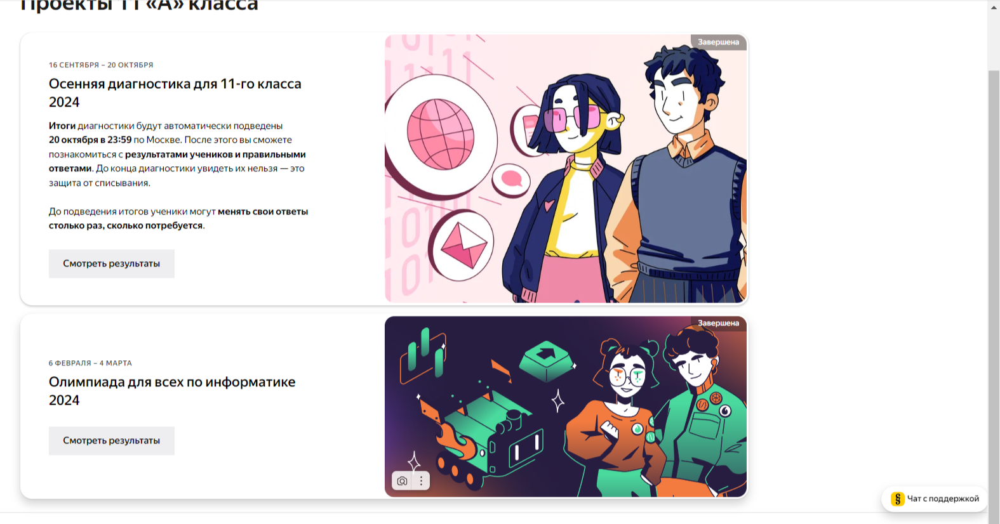 Проекты 11 «А» класса
Завершена
16 СЕНТЯБРЯ – 20 ОКТЯБРЯ
Осенняя диагностика для 11-го класса
2024
Итоги диагностики будут автоматически подведены
20 октября в 23:59 по Москве. После этого вы сможете
познакомиться с результатами учеников и правильными
ответами. До конца диагностики увидеть их нельзя — это
защита от списывания.
До подведения итогов ученики могут менять свои ответы
столько раз, сколько потребуется.
Смотреть результаты
Завершена
6 ФЕВРАЛЯ – 4 МАРТА
Олимпиада для всех по информатике
2024
Смотреть результаты
Чат с поддержкой